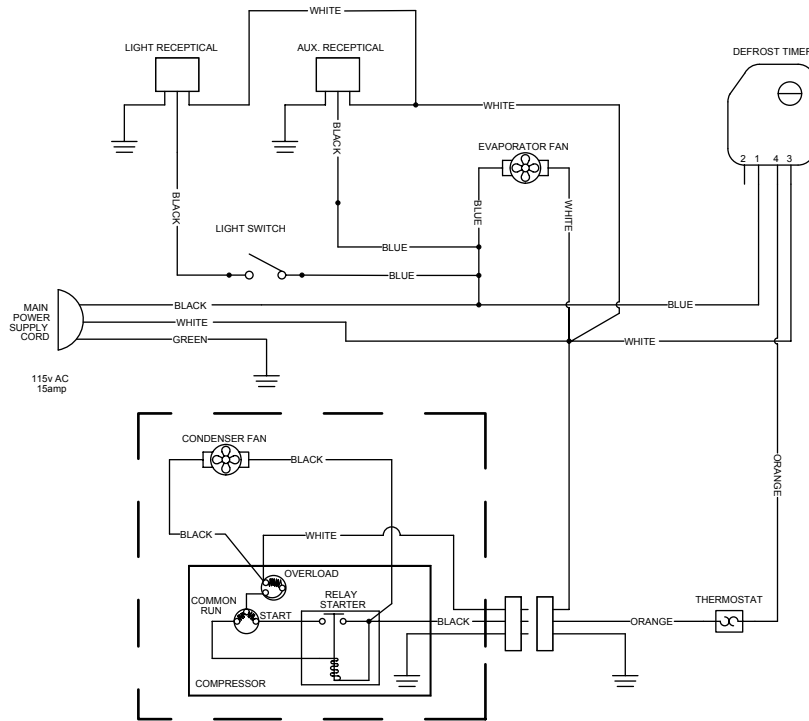 WHITE
LIGHT RECEPTICAL
AUX. RECEPTICAL
DEFROST TIMER
WHITE
BLACK
EVAPORATOR FAN
2 1 4 3
BLACK
BLUE
WHITE
LIGHT SWITCH
BLUE
BLUE
MAIN
POWER
SUPPLY
CORD
BLACK
BLUE
WHITE
GREEN
WHITE
115v AC
15amp
CONDENSER FAN
BLACK
ORANGE
BLACK
WHITE
OVERLOAD
COMMON
RUN
START
RELAY
STARTER
BLACK
ORANGE
THERMOSTAT
COMPRESSOR